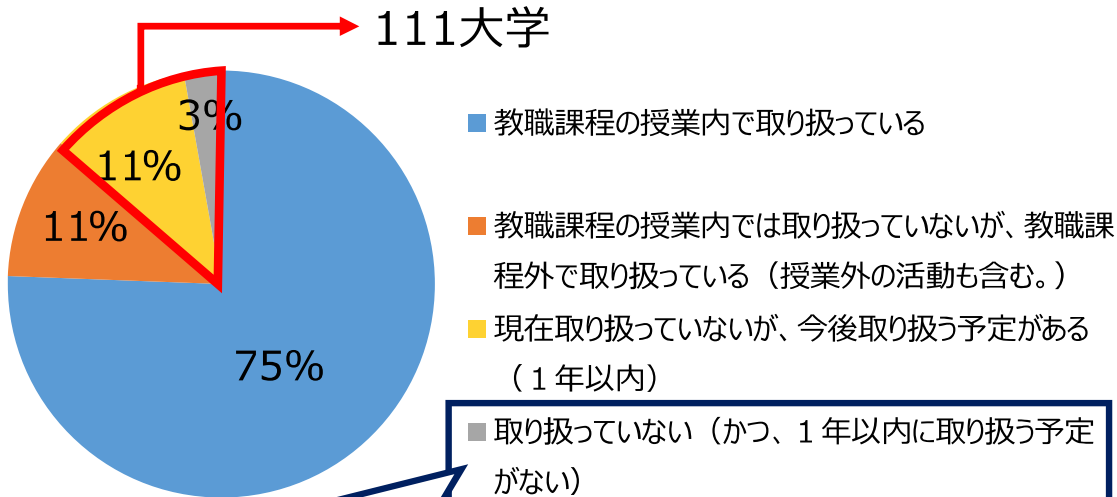 111大学
3%
11%
11%
75%
教職課程の授業内で取り扱っている
教職課程の授業内では取り扱っていないが、教職課
程外で取り扱っている（授業外の活動も含む。）
現在取り扱っていないが、今後取り扱う予定がある
（１年以内）
取り扱っていない（かつ、１年以内に取り扱う予定
がない）